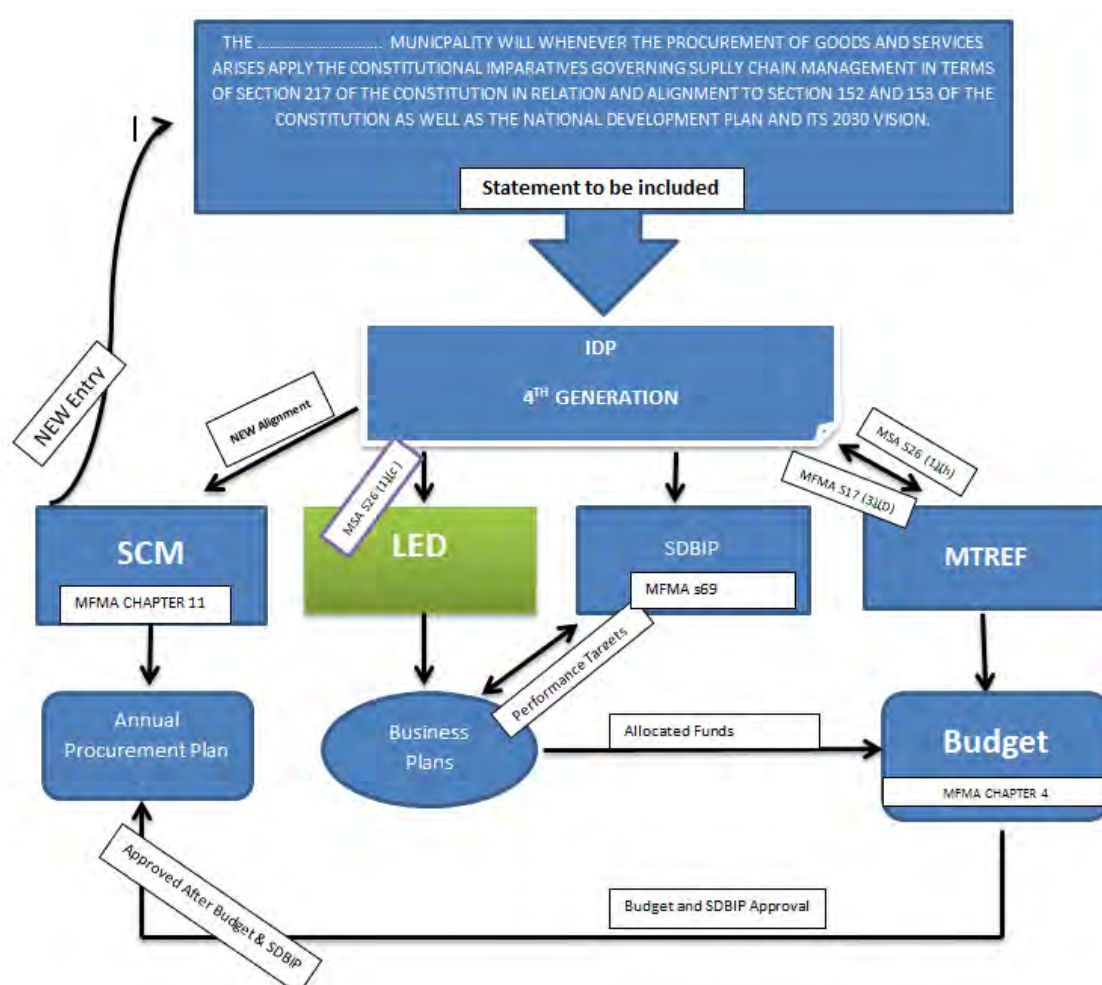 THE ................................ MUNICPALITY WILL WHENEVER THE PROCUREMENT OF GOODS AND SERVICES
ARISES APPLY THE CONSTITUTIONAL IMPARATIVES GOVERNING SUPLLY CHAIN MANAGEMENT IN TERMS
OF SECTION 217 OF THE CONSTITUTION IN RELATION AND ALIGNMENT TO SECTION 152 AND 153 OF THE
CONSTITUTION AS WELL AS THE NATIONAL DEVELOPMENT PLAN AND ITS 2030 VISION.
Statement to be included
IDP
4TH GENERATION
NEW Entry
NEW Alignment
MSA S26 (1)(c)
MSA S26 (1)(h)
MFMA S17 (3)(D)
SCM
MFMA CHAPTER 11
LED
SDBIP
MFMA s69
MTREF
Performance Targets
Annual
Procurement Plan
Business
Plans
Allocated Funds
Budget
MFMA CHAPTER 4
Approved After Budget & SDBIP
Budget and SDBIP Approval